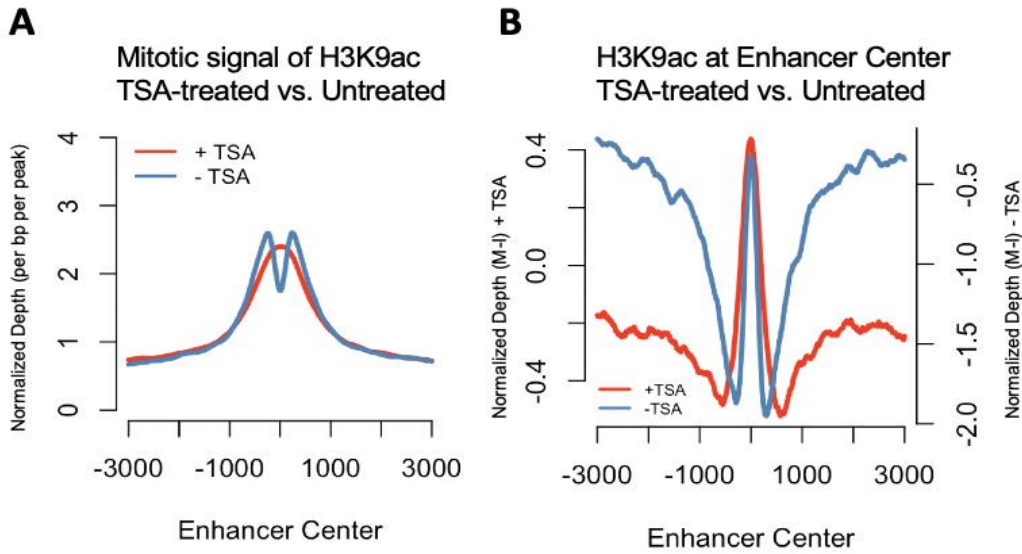 A
Mitotic signal of H3K9ac
TSA-treated vs. Untreated
Normalized Depth (per bp per peak)
4
3
2
1
0
+ TSA
- TSA
-3000
-1000
1000
3000
Enhancer Center
B
H3K9ac at Enhancer Center
TSA-treated vs. Untreated
Normalized Depth (M-I) + TSA
0.4
0.0
-0.4
+TSA
-TSA
-0.5
-1.0
-1.5
-2.0
Normalized Depth (M-I) - TSA
-3000
-1000
1000
3000
Enhancer Center